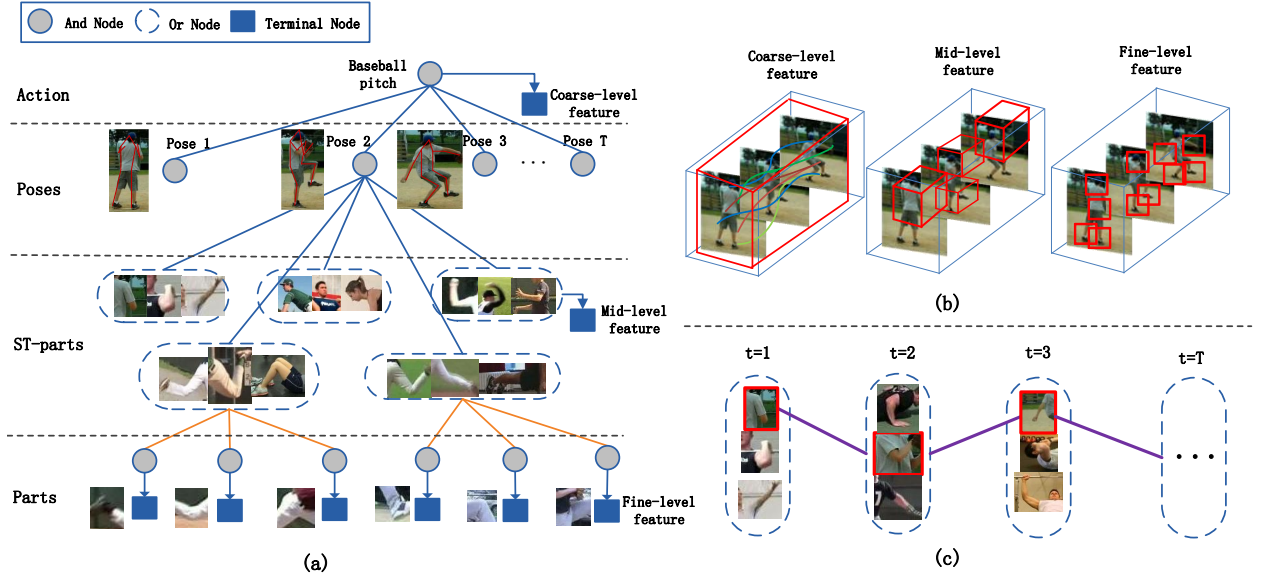 And Node
Or Node
Terminal Node
Baseball
pitch
Action
Coarse-level
feature
Pose 1
Pose 2
Pose 3
Pose T
...
Poses
ST-parts
Mid-level
feature
Parts
Fine-level
feature
(a)
Coarse-level
feature
Mid-level
feature
Fine-level
feature
(b)
t=1
t=2
t=3
t=T
...
(c)